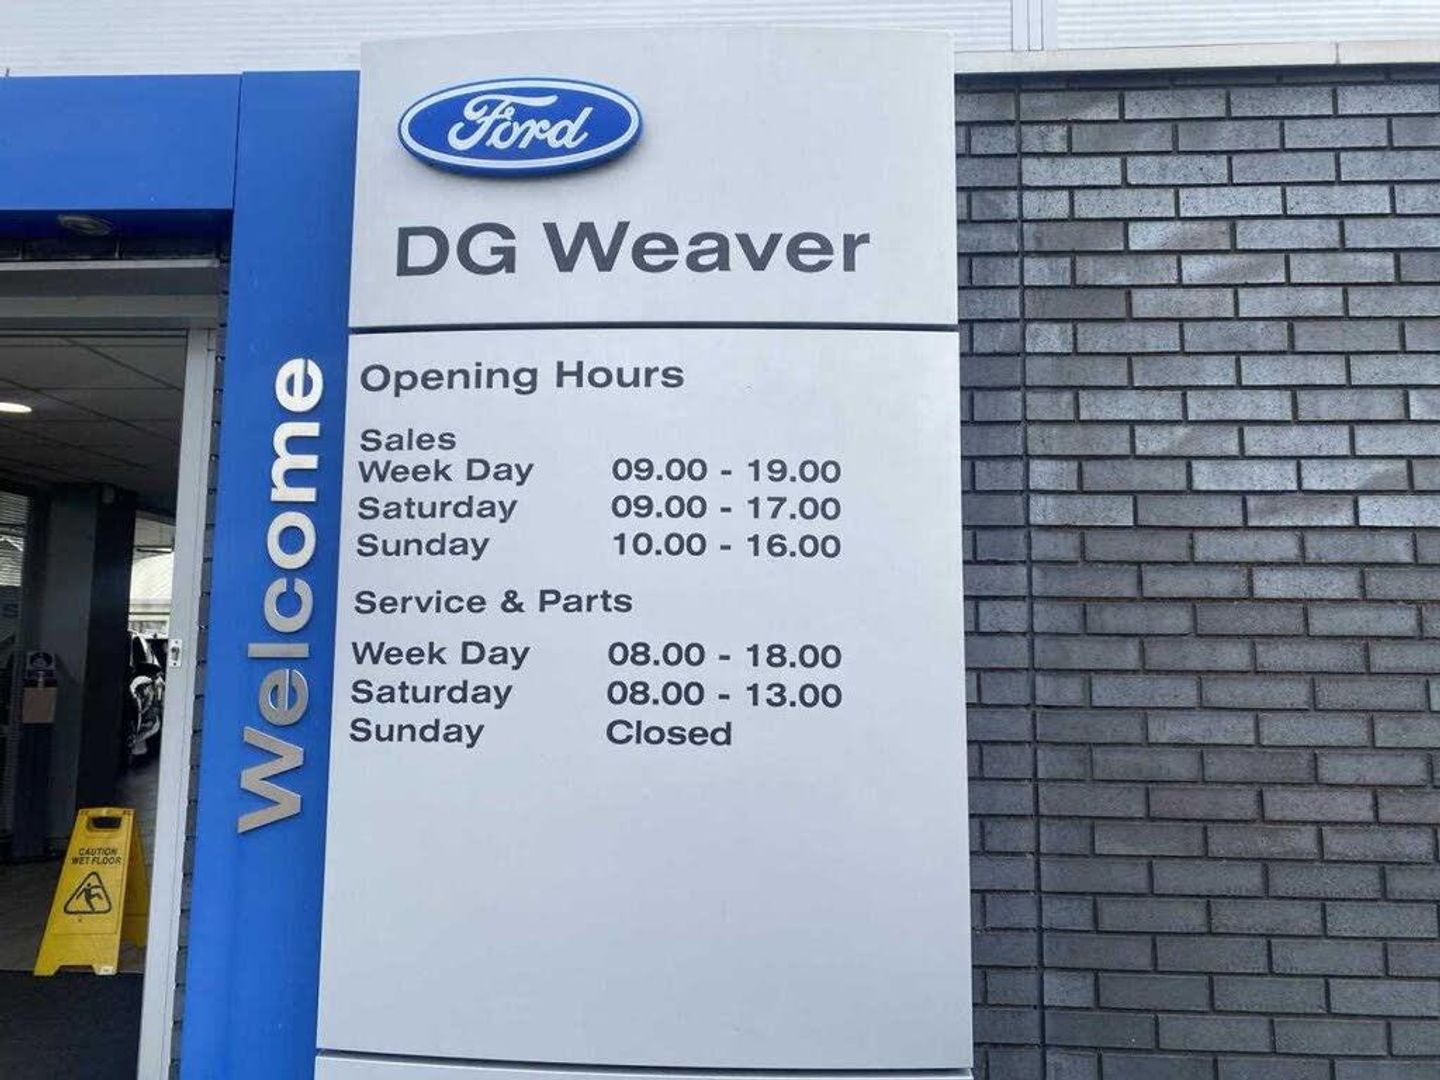 Ford
DG Weaver
Welcome
Opening Hours
Sales
Week Day 09.00 - 19.00
Saturday 09.00 - 17.00
Sunday 10.00 - 16.00
Service & Parts
Week Day 08.00 - 18.00
Saturday 08.00 - 13.00
Sunday Closed
CAUTION
WET FLOOR